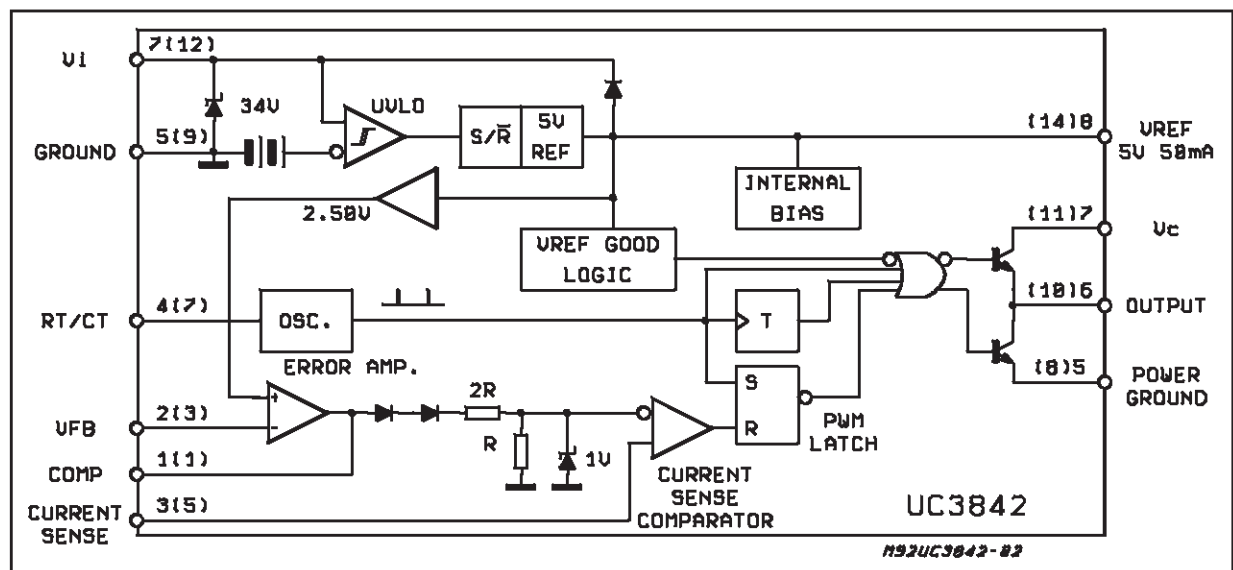 7(12)
Vi
34V
UVLO
5(9)
GROUND
S/R̅
5V
REF
(14)8
VREF
5V 50mA
2.50V
INTERNAL
BIAS
(11)7
Vc
VREF GOOD
LOGIC
(10)6
OUTPUT
4(7)
RT/CT
OSC.
T
ERROR AMP.
(8)5
POWER
GROUND
2R
S
R
PWM
LATCH
+
-
2(3)
VFB
R
1V
1(1)
COMP
CURRENT
SENSE
COMPARATOR
3(5)
CURRENT
SENSE
UC3842
M92UC3842-02